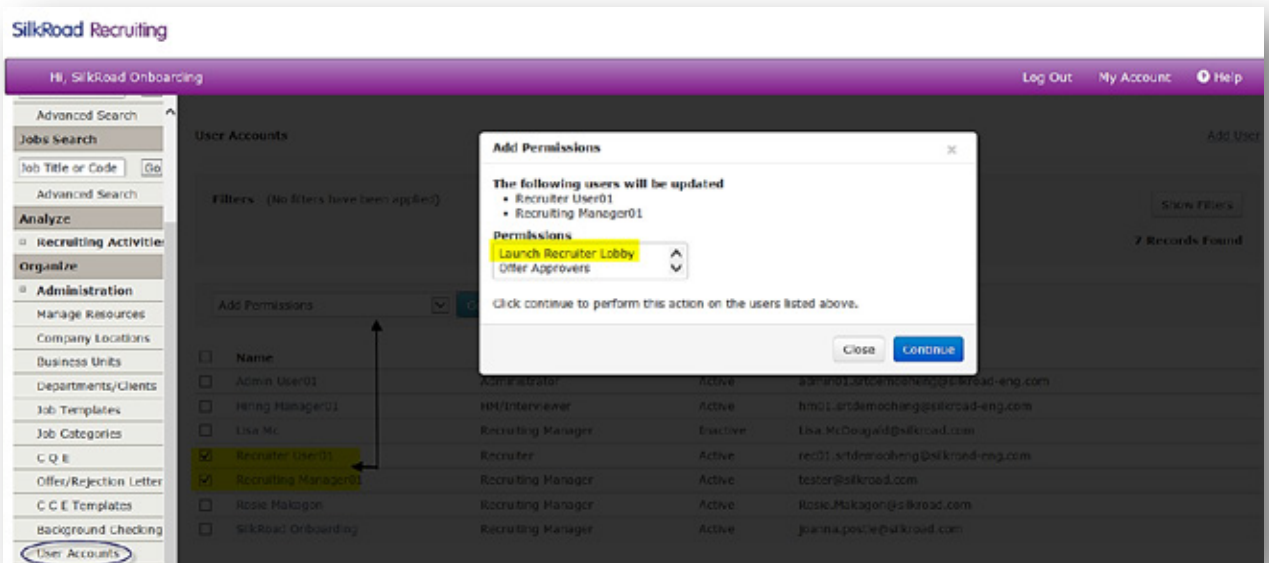 SilkRoad Recruiting
Hi, SilkRoad Onboarding
Log Out My Account Help
Advanced Search
Jobs Search
Job Title or Code Go
Advanced Search
Analyze
Recruiting Activities
Organize
Administration
Manage Resources
Company Locations
Business Units
Departments/Clients
Job Templates
Job Categories
C Q E
Offer/Rejection Letter
C C E Templates
Background Checking
User Accounts
User Accounts
Add User
Filters (No filters have been applied)
Show Filters
7 Records Found
Add Permissions
Name
Admin User01 Administrator Active
Hiring Manager01 HM/Interviewer Active
Lisa Mc Recruiting Manager Inactive Lisa.McDougald@silkroad.com
Recruiter User01 Recruiter Active
Recruiting Manager01 Recruiting Manager Active tester@silkroad.com
Rosie Makogon Recruiting Manager Active Rosie.Makogon@silkroad.com
SilkRoad Onboarding Recruiting Manager Active joanna.postle@silkroad.com
Add Permissions
The following users will be updated
Recruiter User01
Recruiting Manager01
Permissions
Launch Recruiter Lobby
Offer Approvers
Click continue to perform this action on the users listed above.
Close Continue